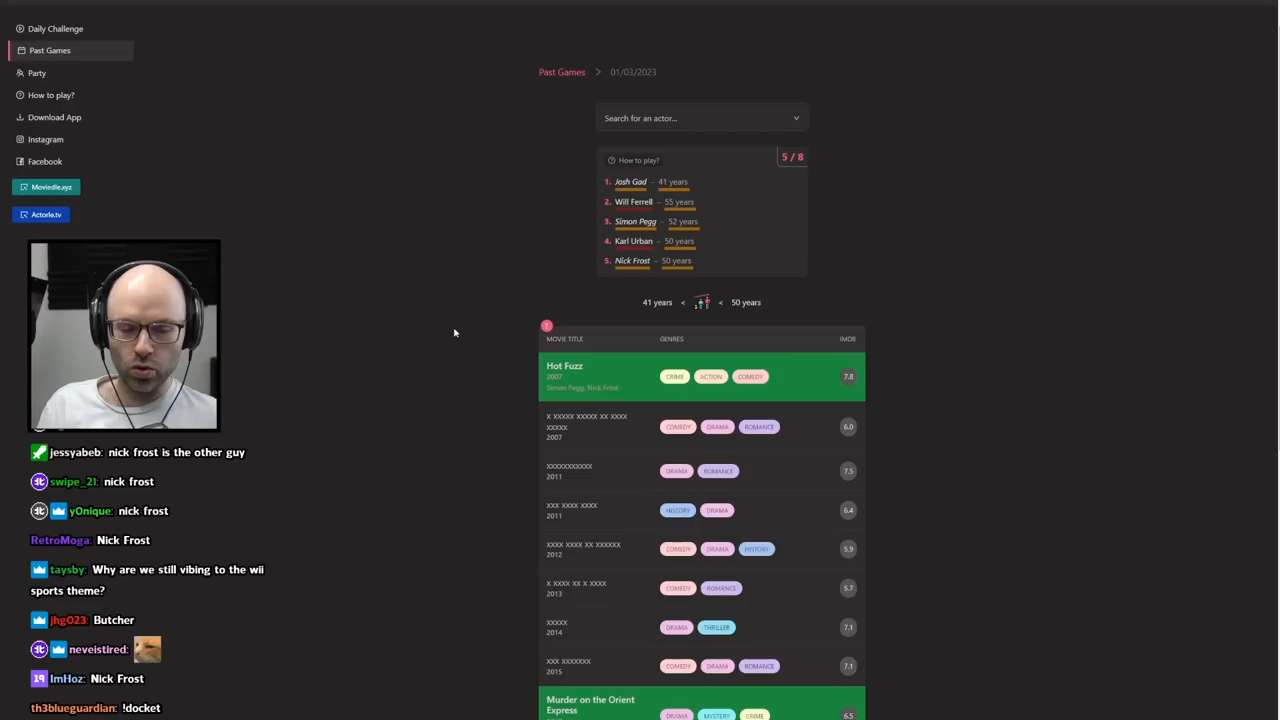 Daily Challenge
Past Games
Party
How to play?
Download App
Instagram
Facebook
Moviedle.xyz
Actorle.tv
jessyabeb: nick frost is the other guy
swipe_21: nick frost
y0nique: nick frost
RetroMoga: Nick Frost
taysby: Why are we still vibing to the wii
sports theme?
jhg023: Butcher
neveistired:
19 ImHoz: Nick Frost
th3blueguardian: !docket
Past Games > 01/03/2023
Search for an actor...
How to play?
5 / 8
1. Josh Gad - 41 years
2. Will Ferrell - 55 years
3. Simon Pegg - 52 years
4. Karl Urban - 50 years
5. Nick Frost - 50 years
41 years < < 50 years
?
MOVIE TITLE GENRES IMDB
Hot Fuzz
2007
Simon Pegg, Nick Frost
CRIME ACTION COMEDY 7.8
x xxxxx xxxxx xx xxxx
xxxxx
2007
COMEDY DRAMA ROMANCE 6.0
xxxxxxxxxxx
2011
DRAMA ROMANCE 7.5
xxx xxxx xxxx
2011
HISTORY DRAMA 6.4
xxxx xxxx xx xxxxxx
2012
COMEDY DRAMA HISTORY 5.9
x xxxx xx x xxxx
2013
COMEDY ROMANCE 5.7
xxxxx
2014
DRAMA THRILLER 7.1
xxx xxxxxxx
2015
COMEDY DRAMA ROMANCE 7.1
Murder on the Orient
Express
DRAMA MYSTERY CRIME 6.5